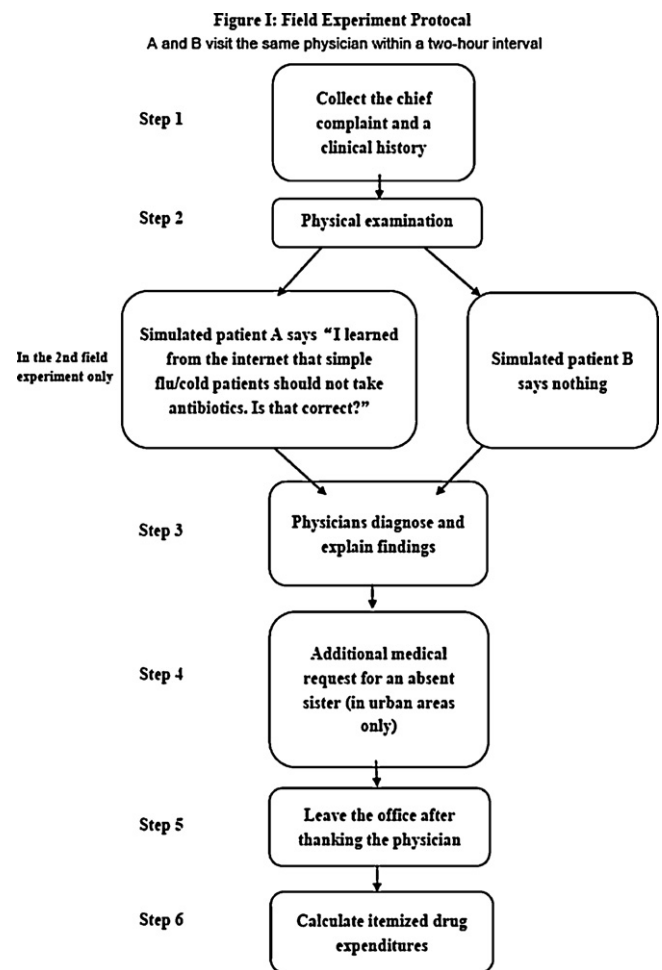 Figure I: Field Experiment Protocal
A and B visit the same physician within a two-hour interval
Step 1
Collect the chief
complaint and a
clinical history
Step 2
Physical examination
In the 2nd field
experiment only
Simulated patient A says “I learned
from the internet that simple
flu/cold patients should not take
antibiotics. Is that correct?”
Simulated patient B
says nothing
Step 3
Physicians diagnose and
explain findings
Step 4
Additional medical
request for an absent
sister (in urban areas
only)
Step 5
Leave the office after
thanking the physician
Step 6
Calculate itemized drug
expenditures